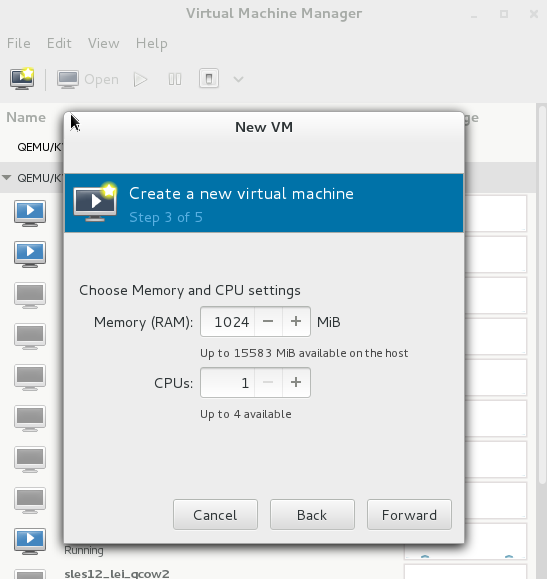 Virtual Machine Manager
File Edit View Help
Open
Name
QEMU/K
QEMU/K
New VM
Create a new virtual machine
Step 3 of 5
Choose Memory and CPU settings
Memory (RAM): 1024 − + MiB
Up to 15583 MiB available on the host
CPUs: 1 − +
Up to 4 available
Cancel Back Forward
Running
sles12_lei_qcow2